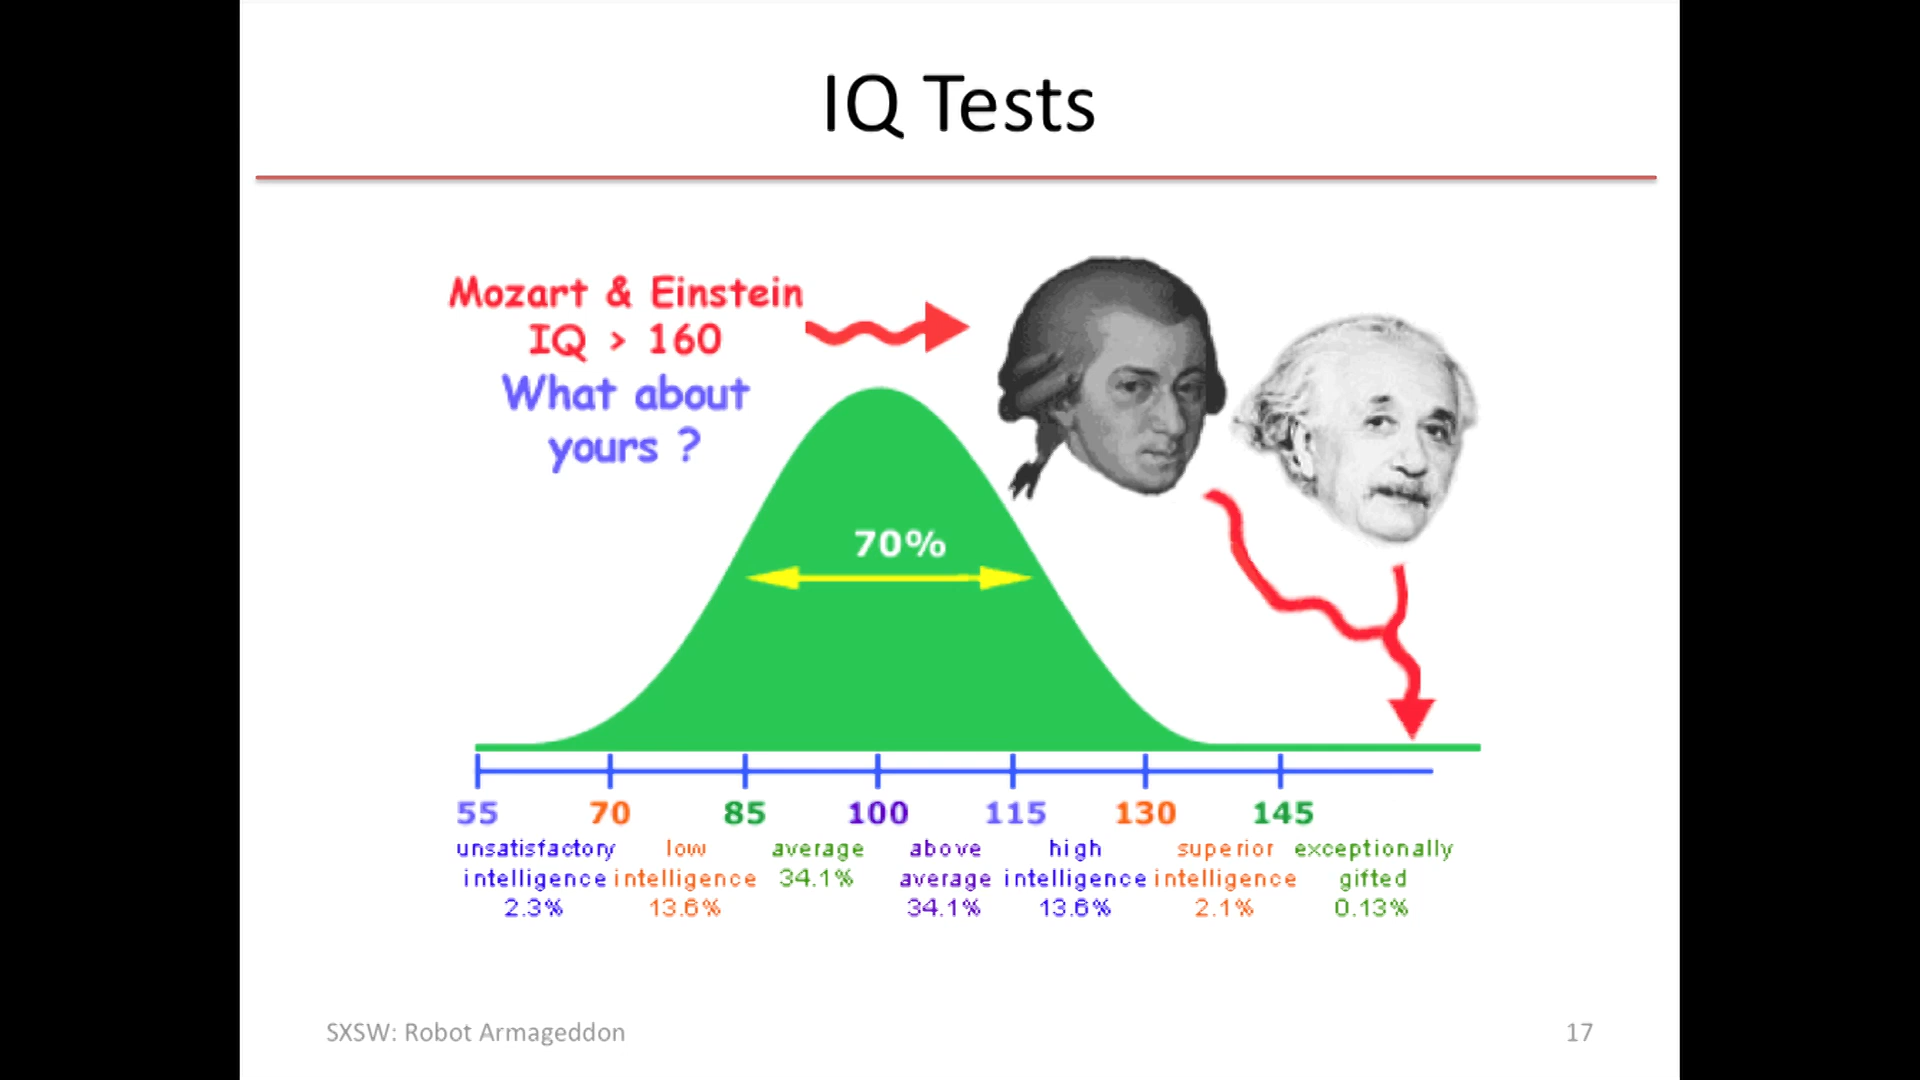 IQ Tests
Mozart & Einstein
IQ > 160
What about
yours ?
70%
55 70 85 100 115 130 145
unsatisfactory low average above high superior exceptionally
intelligence intelligence 34.1% average intelligence intelligence gifted
2.3% 13.6% 34.1% 13.6% 2.1% 0.13%
SXSW: Robot Armageddon 17